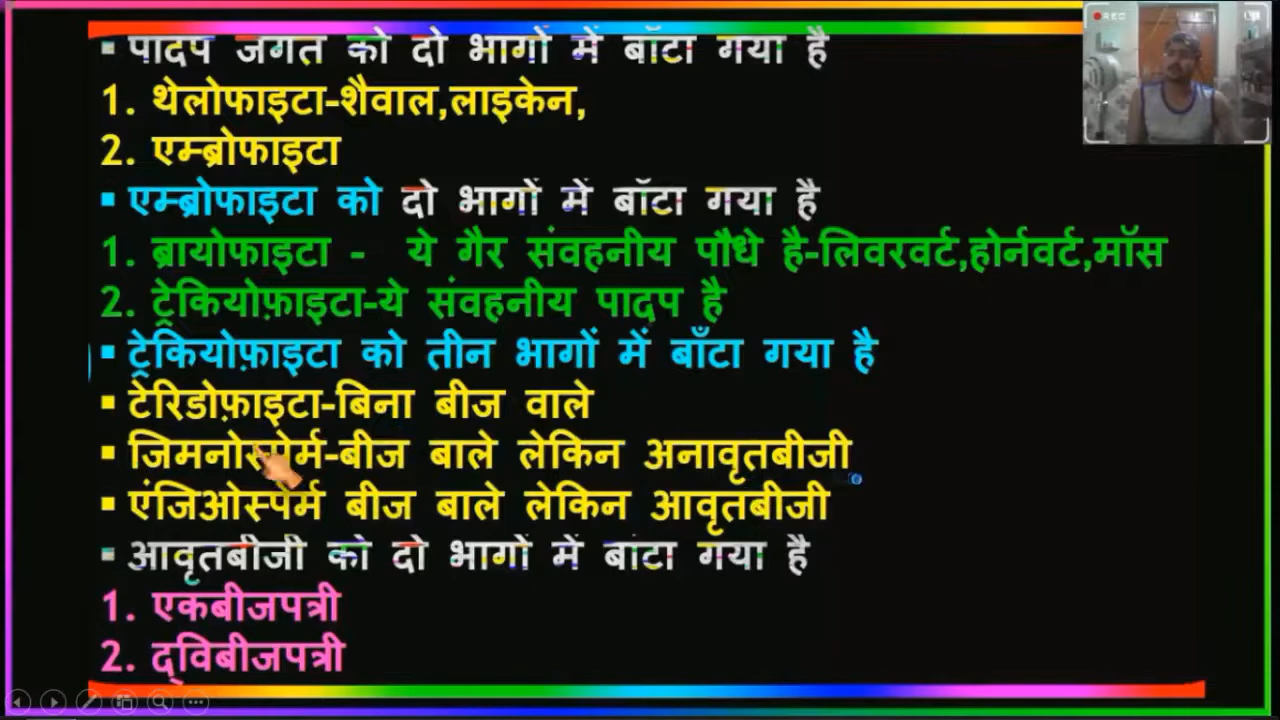 ▪ पादप जगत को दो भागों में बाँटा गया है
1. थेलोफाइटा-शैवाल,लाइकेन,
2. एम्ब्रोफाइटा
▪ एम्ब्रोफाइटा को दो भागों में बॉटा गया है
1. ब्रायोफाइटा - ये गैर संवहनीय पौधे है-लिवरवर्ट,होर्नवर्ट,मॉस
2. ट्रेकियोफ़ाइटा-ये संवहनीय पादप है
▪ ट्रेकियोफ़ाइटा को तीन भागों में बाँटा गया है
▪ टेरिडोफ़ाइटा-बिना बीज वाले
▪ जिमनोस्पेर्म-बीज बाले लेकिन अनावृतबीजी
▪ एंजिओस्पर्म बीज बाले लेकिन आवृतबीजी
▪ आवृतबीजी को दो भागों में बांटा गया है
1. एकबीजपत्री
2. द्विबीजपत्री
REC